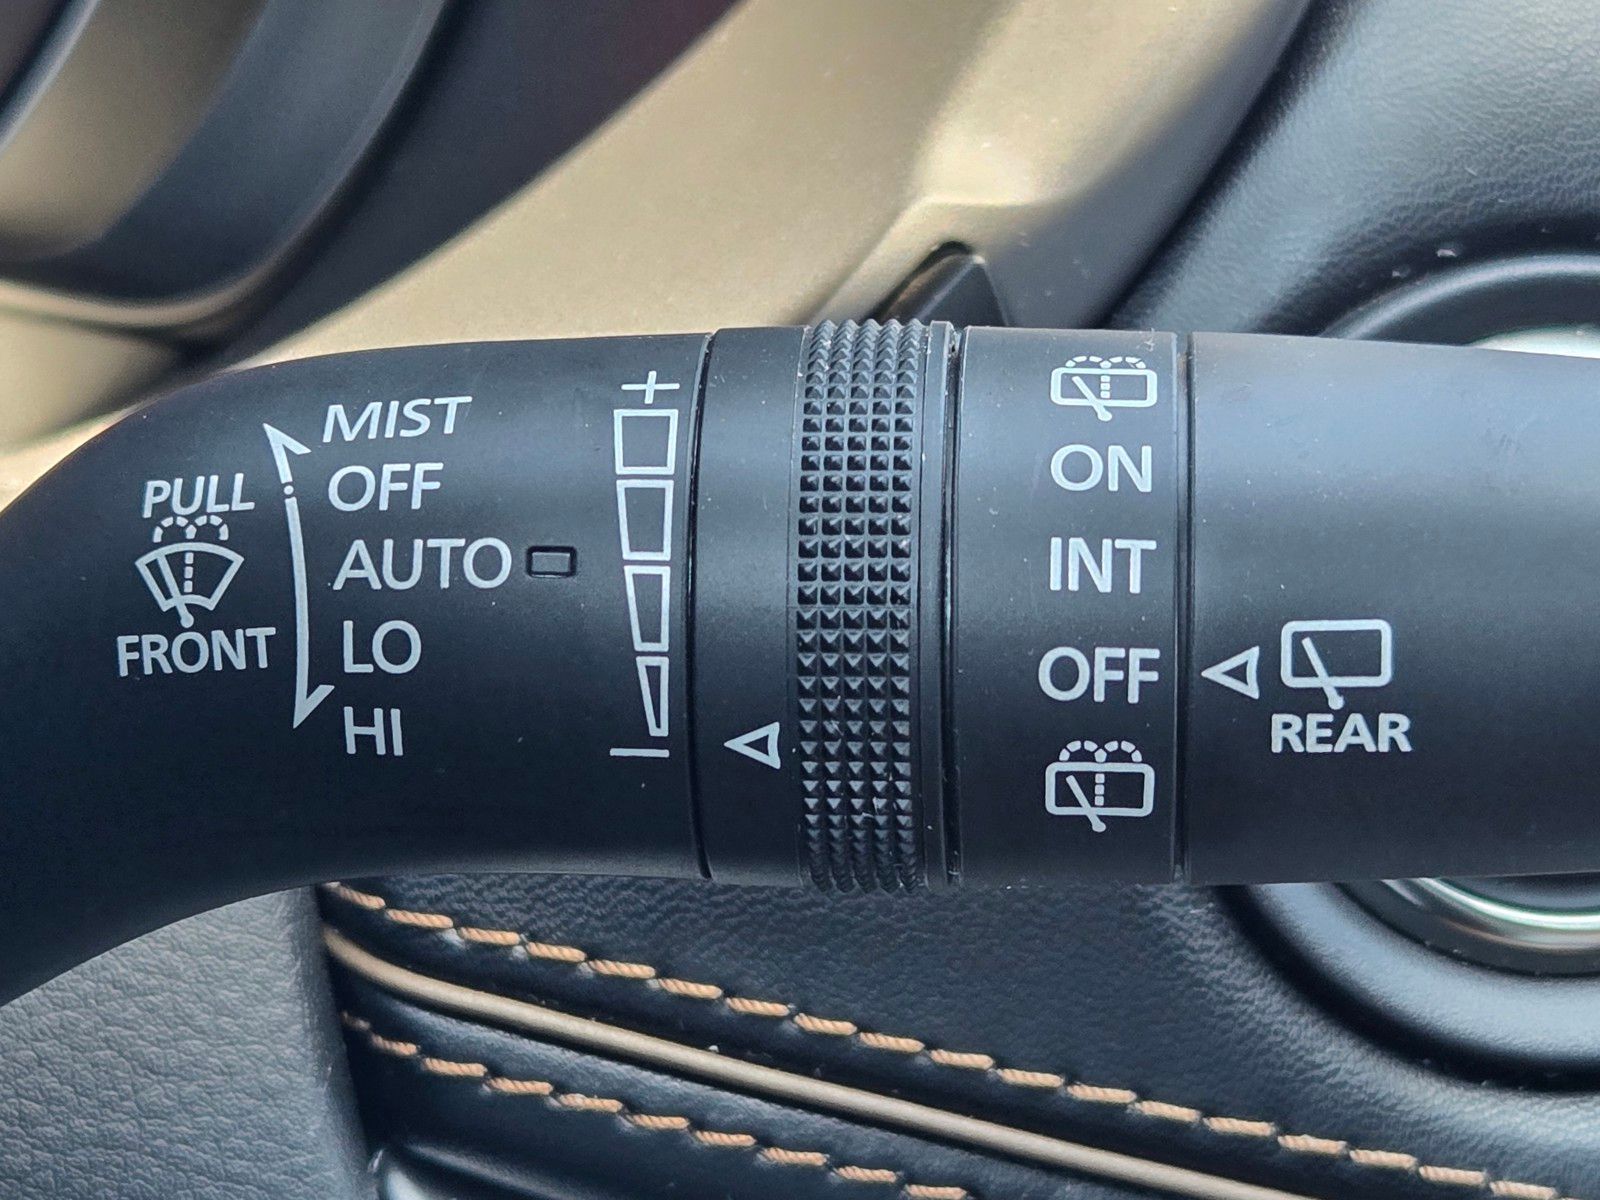 PULL
FRONT
MIST
OFF
AUTO
LO
HI
+
−
ON
INT
OFF
REAR